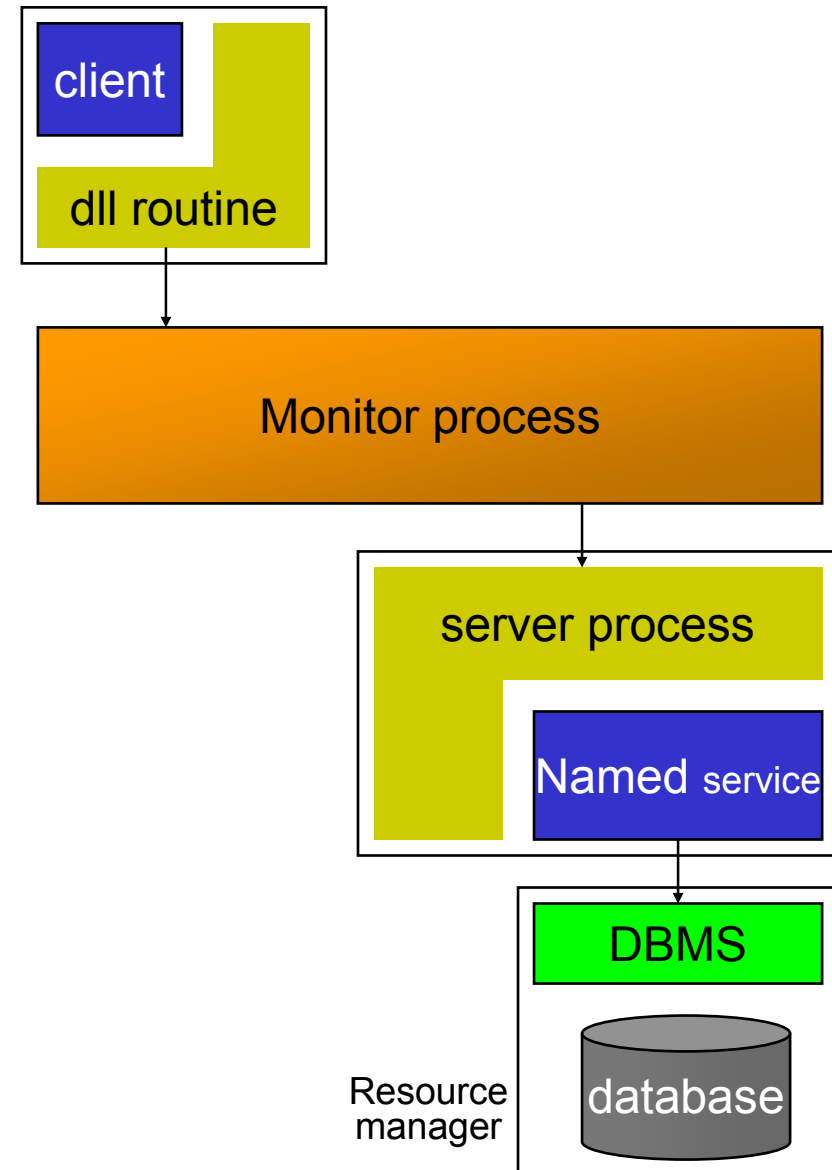 client
dll routine
Monitor process
server process
Named service
DBMS
Resource
manager
database